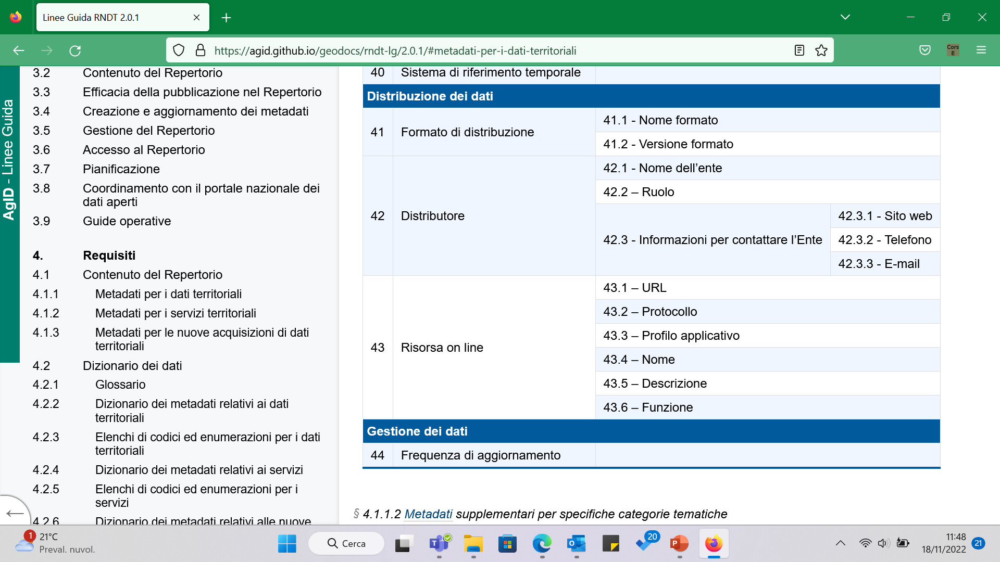 Linee Guida RNDT 2.0.1
https://agid.github.io/geodocs/rndt-lg/2.0.1/#metadati-per-i-dati-territoriali
Cors
E
AgID - Linee Guida
3.2 Contenuto del Repertorio
3.3 Efficacia della pubblicazione nel Repertorio
3.4 Creazione e aggiornamento dei metadati
3.5 Gestione del Repertorio
3.6 Accesso al Repertorio
3.7 Pianificazione
3.8 Coordinamento con il portale nazionale dei
dati aperti
3.9 Guide operative
4. Requisiti
4.1 Contenuto del Repertorio
4.1.1 Metadati per i dati territoriali
4.1.2 Metadati per i servizi territoriali
4.1.3 Metadati per le nuove acquisizioni di dati
territoriali
4.2 Dizionario dei dati
4.2.1 Glossario
4.2.2 Dizionario dei metadati relativi ai dati
territoriali
4.2.3 Elenchi di codici ed enumerazioni per i dati
territoriali
4.2.4 Dizionario dei metadati relativi ai servizi
4.2.5 Elenchi di codici ed enumerazioni per i
servizi
4.2.6 Dizionario dei metadati relativi alle nuove
40 Sistema di riferimento temporale
Distribuzione dei dati
41 Formato di distribuzione
41.1 - Nome formato
41.2 - Versione formato
42 Distributore
42.1 - Nome dell’ente
42.2 – Ruolo
42.3 - Informazioni per contattare l’Ente
42.3.1 - Sito web
42.3.2 - Telefono
42.3.3 - E-mail
43 Risorsa on line
43.1 – URL
43.2 – Protocollo
43.3 – Profilo applicativo
43.4 – Nome
43.5 – Descrizione
43.6 – Funzione
Gestione dei dati
44 Frequenza di aggiornamento
§ 4.1.1.2 Metadati supplementari per specifiche categorie tematiche
1
21°C
Preval. nuvol.
Cerca
20
11:48
18/11/2022
21